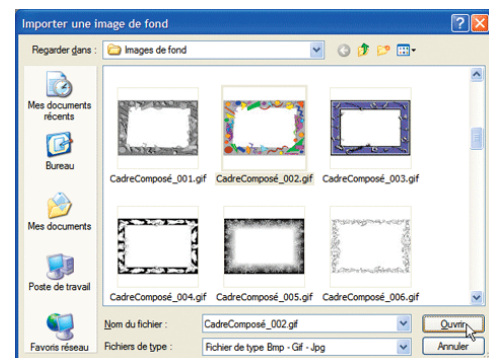 Importer une image de fond
Regarder dans :
Images de fond
Mes documents
récents
Bureau
Mes documents
Poste de travail
Favoris réseau
CadreComposé_001.gif
CadreComposé_002.gif
CadreComposé_003.gif
CadreComposé_004.gif
CadreComposé_005.gif
CadreComposé_006.gif
Nom du fichier :
CadreComposé_002.gif
Ouvrir
Fichiers de type :
Fichier de type Bmp - Gif - Jpg
Annuler